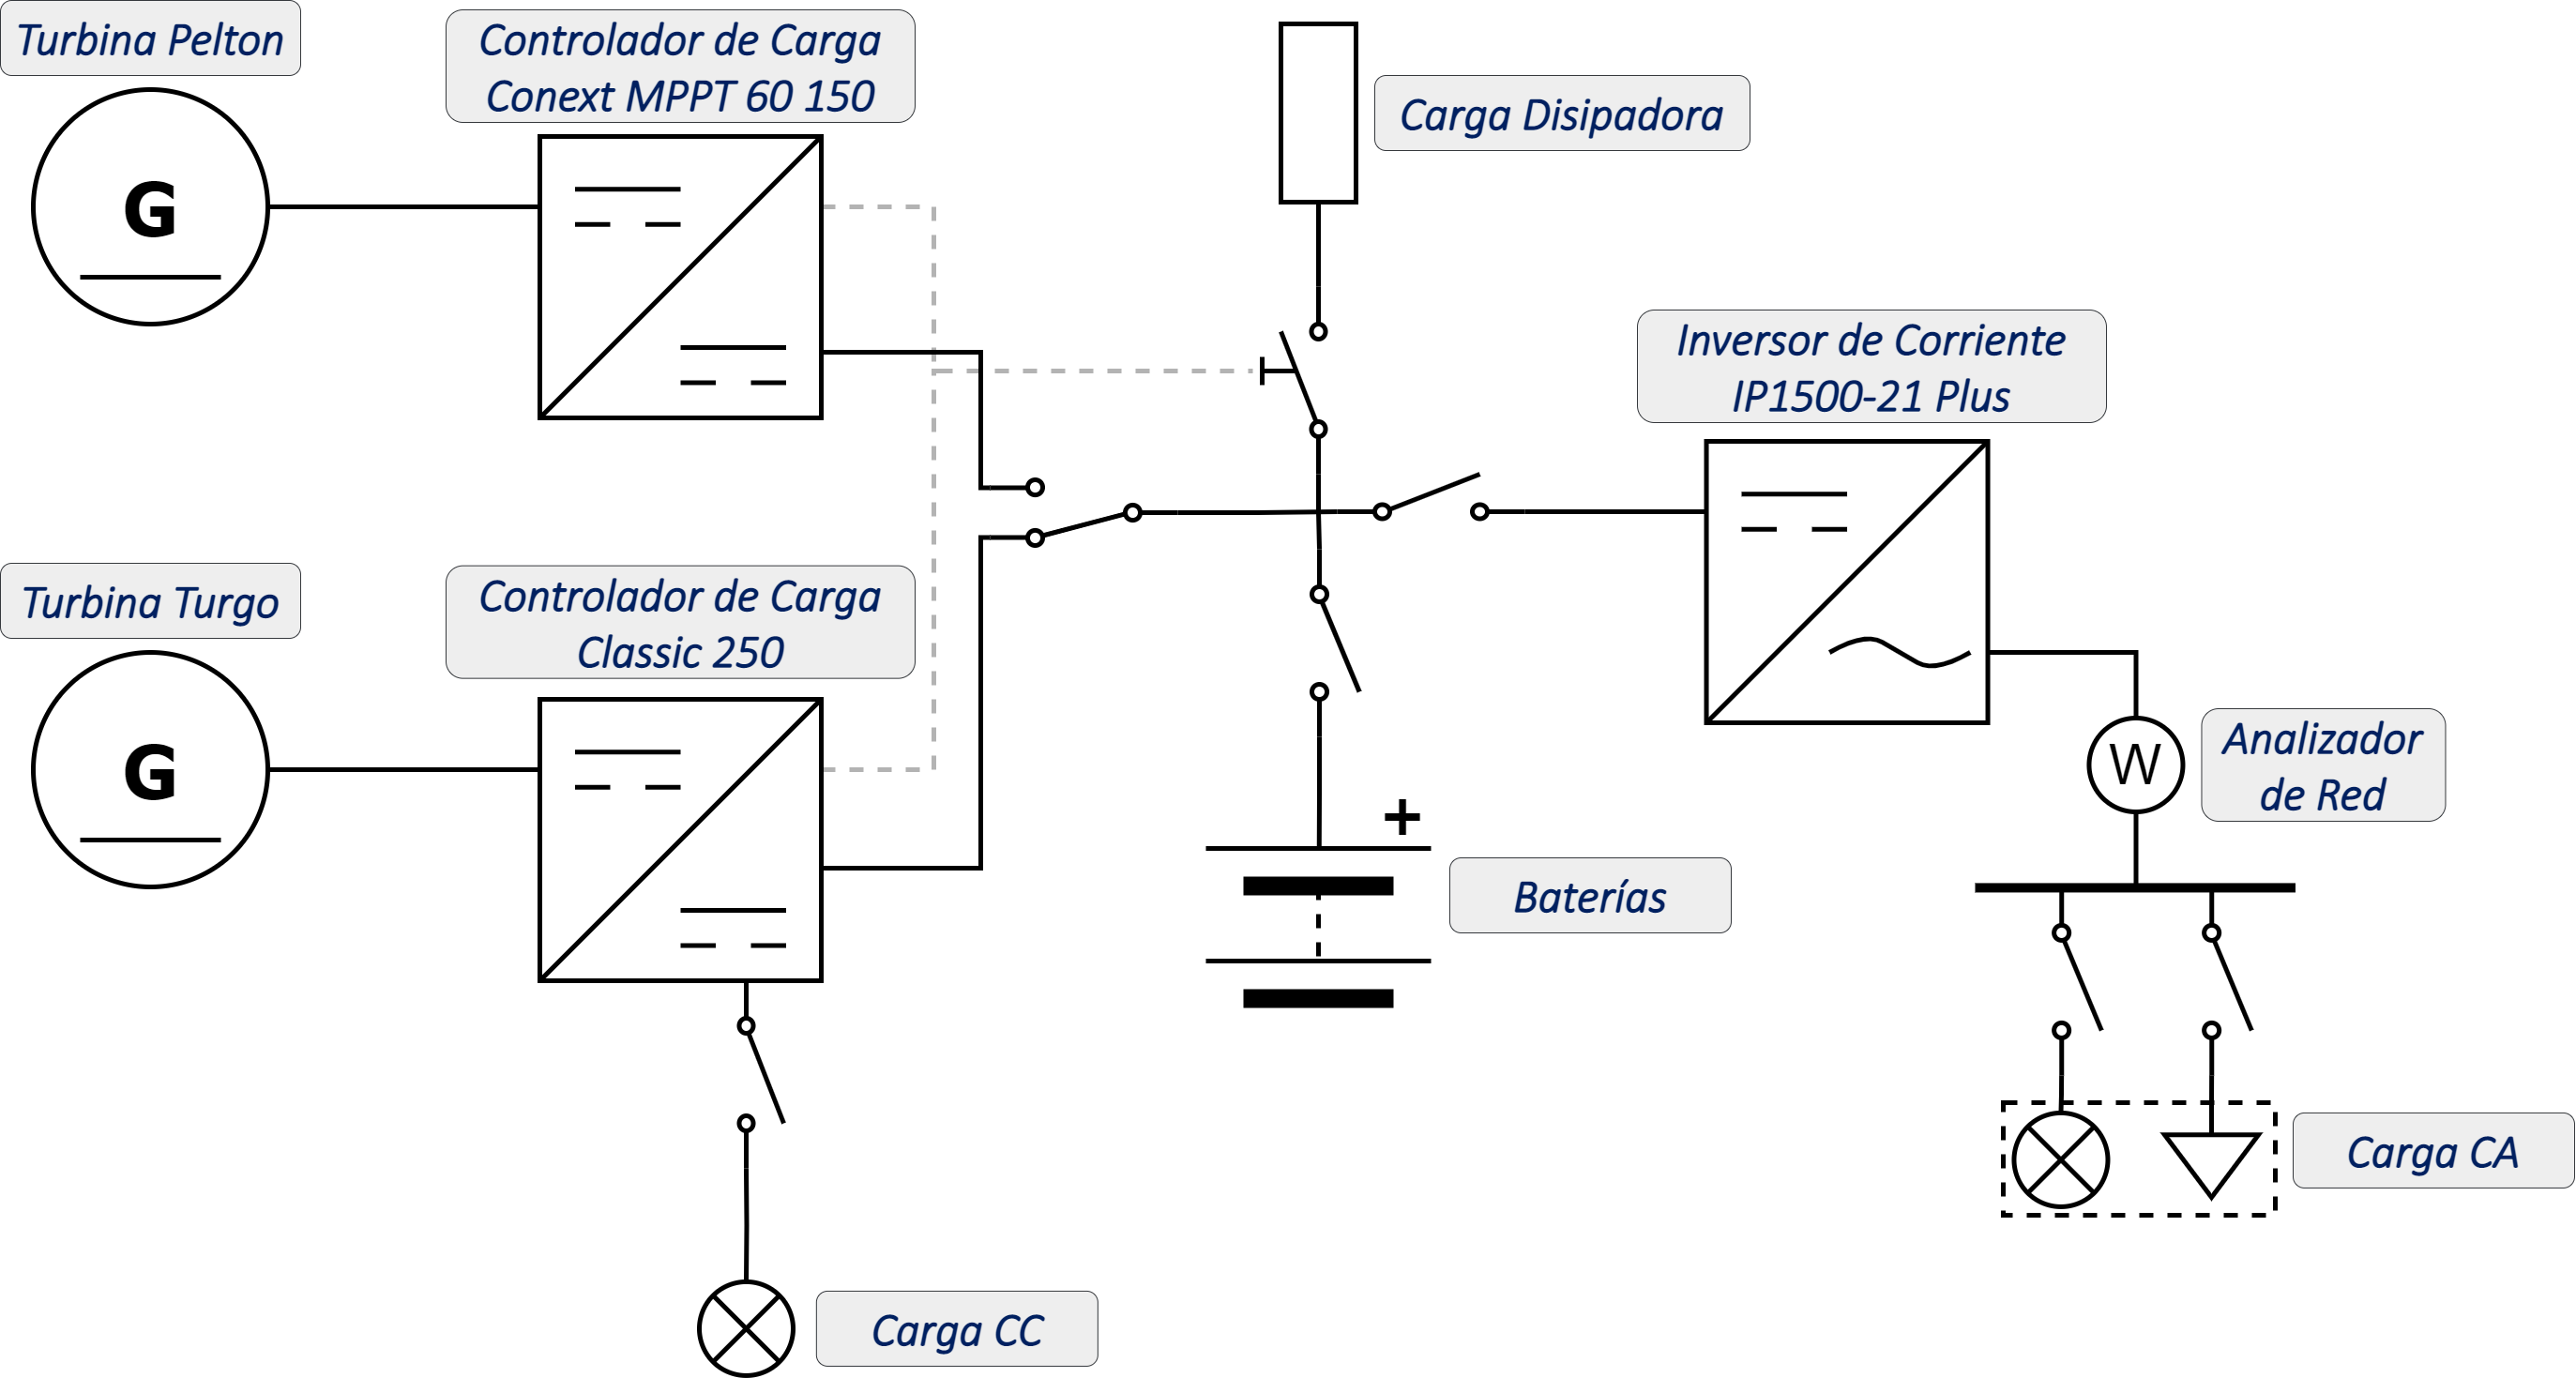 Turbina Pelton
G
Controlador de Carga
Conext MPPT 60 150
Carga Disipadora
Inversor de Corriente
IP1500-21 Plus
Turbina Turgo
G
Controlador de Carga
Classic 250
W
Analizador
de Red
+
Baterías
Carga CA
Carga CC